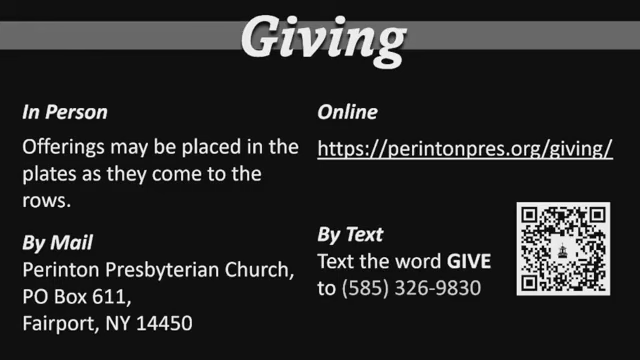 Giving
In Person
Offerings may be placed in the
plates as they come to the
rows.
By Mail
Perinton Presbyterian Church,
PO Box 611,
Fairport, NY 14450
Online
https://perintonpres.org/giving/
By Text
Text the word GIVE
to (585) 326-9830